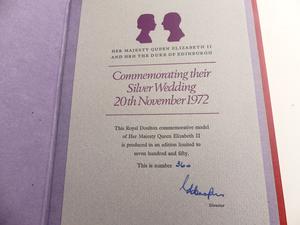 HER MAJESTY QUEEN ELIZABETH II
AND HRH THE DUKE OF EDINBURGH
Commemorating their
Silver Wedding
20th November 1972
This Royal Doulton commemorative model
of Her Majesty Queen Elizabeth II
is produced in an edition limited to
seven hundred and fifty.
This is number
Director